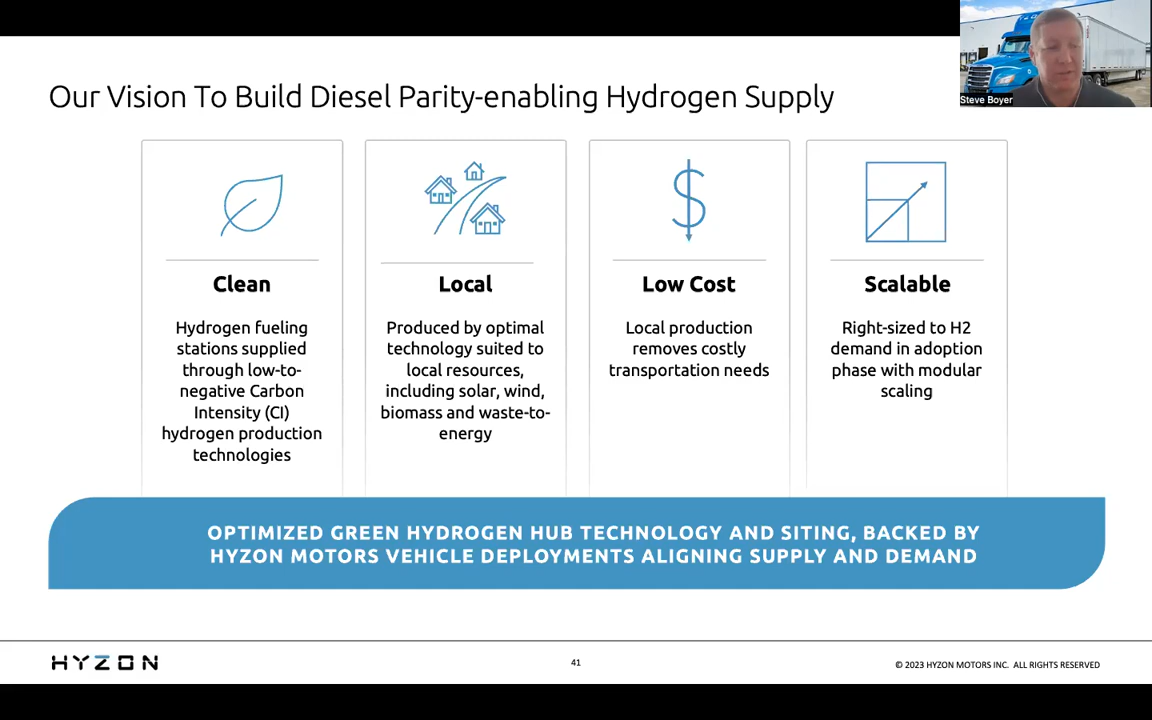 Steve Boyer
Our Vision To Build Diesel Parity-enabling Hydrogen Supply
Clean
Hydrogen fueling
stations supplied
through low-to-
negative Carbon
Intensity (CI)
hydrogen production
technologies
Local
Produced by optimal
technology suited to
local resources,
including solar, wind,
biomass and waste-to-
energy
Low Cost
Local production
removes costly
transportation needs
Scalable
Right-sized to H2
demand in adoption
phase with modular
scaling
OPTIMIZED GREEN HYDROGEN HUB TECHNOLOGY AND SITING, BACKED BY
HYZON MOTORS VEHICLE DEPLOYMENTS ALIGNING SUPPLY AND DEMAND
HYZON
41
© 2023 HYZON MOTORS INC. ALL RIGHTS RESERVED